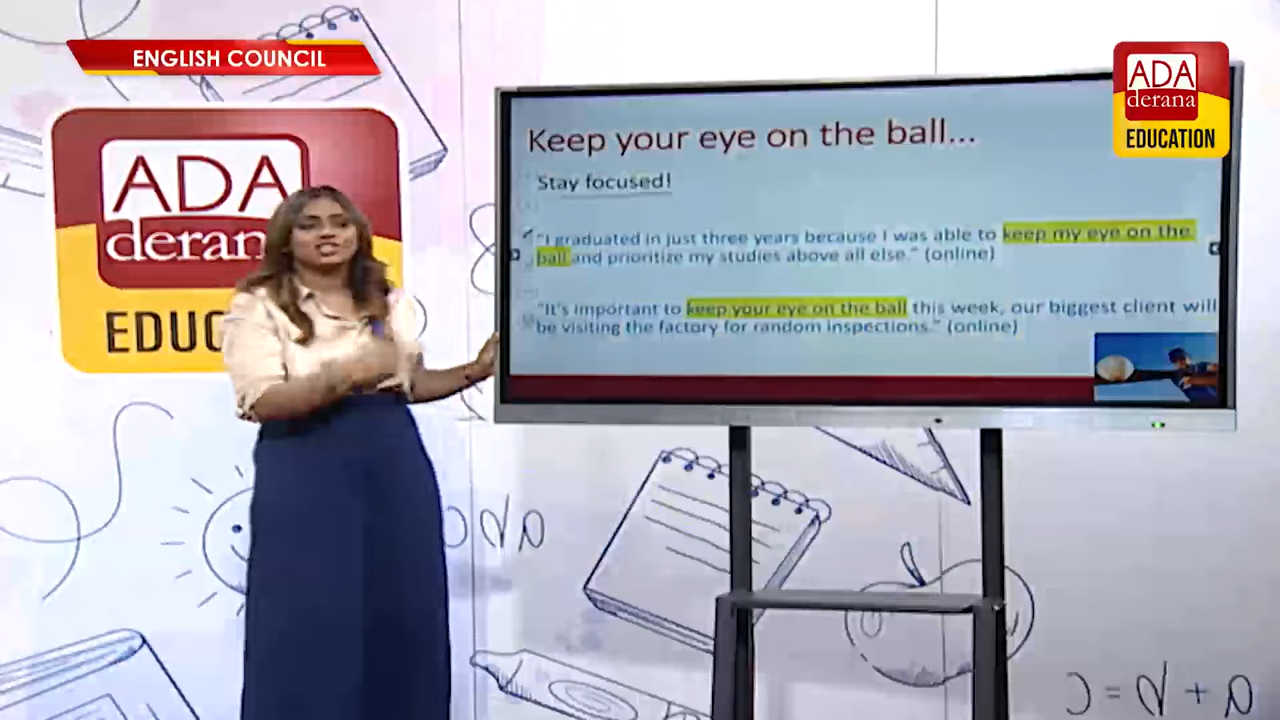 ENGLISH COUNCIL
ADA
derana
EDUCATION
ADA
deran
EDUC
Keep your eye on the ball...
Stay focused!
"I graduated in just three years because I was able to keep my eye on the
ball and prioritize my studies above all else." (online)
"It's important to keep your eye on the ball this week, our biggest client will
be visiting the factory for random inspections." (online)